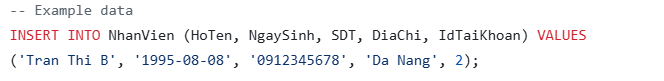 -- Example data
INSERT INTO NhanVien (HoTen, NgaySinh, SDT, DiaChi, IdTaiKhoan) VALUES
('Tran Thi B', '1995-08-08', '0912345678', 'Da Nang', 2);